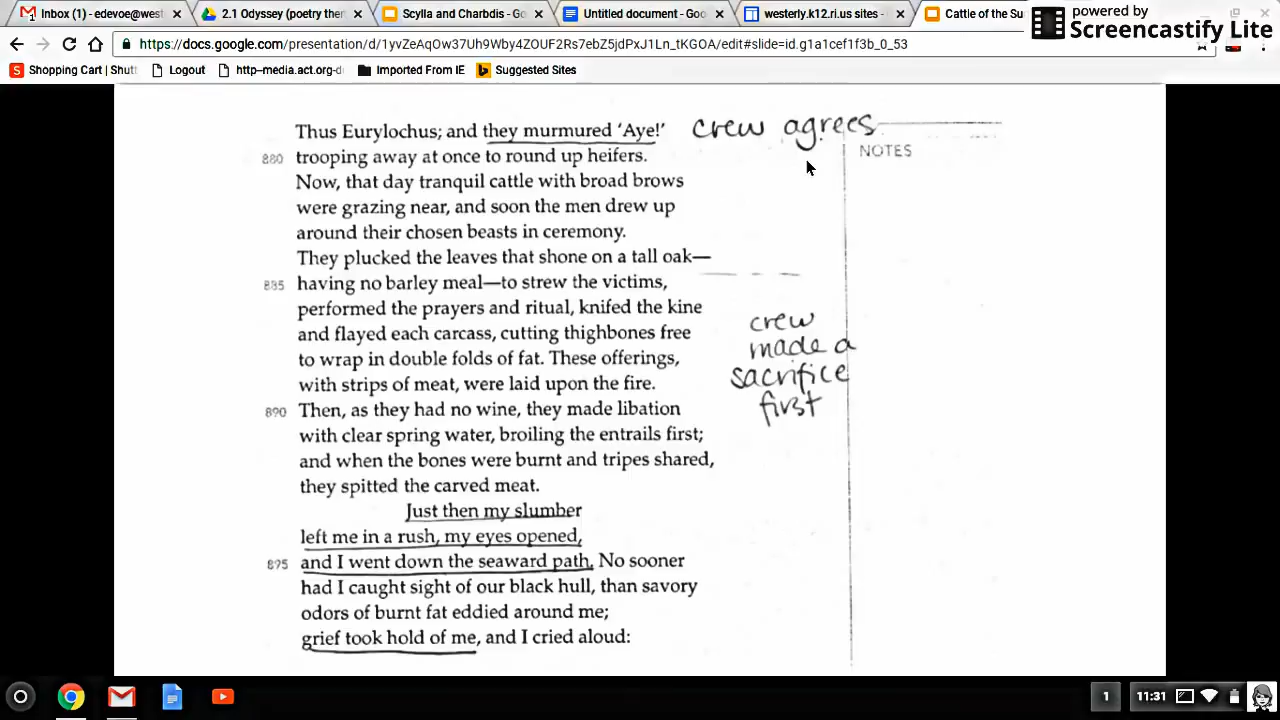 Inbox (1) - edevoe@west
2.1 Odyssey (poetry then
Scylla and Charbdis - Go
Untitled document - Goo
westerly.k12.ri.us sites -
Cattle of the Su
powered by
Screencastify Lite
https://docs.google.com/presentation/d/1yvZeAqOw37Uh9Wby4ZOUF2Rs7ebZ5jdPxJ1Ln_tKGOA/edit#slide=id.g1a1cef1f3b_0_53
Shopping Cart | Shutt
Logout
http--media.act.org-d
Imported From IE
Suggested Sites
Thus Eurylochus; and they murmured 'Aye!' crew agrees
880 trooping away at once to round up heifers.
NOTES
Now, that day tranquil cattle with broad brows
were grazing near, and soon the men drew up
around their chosen beasts in ceremony.
They plucked the leaves that shone on a tall oak—
885 having no barley meal—to strew the victims,
performed the prayers and ritual, knifed the kine
and flayed each carcass, cutting thighbones free
to wrap in double folds of fat. These offerings,
with strips of meat, were laid upon the fire.
crew
made a
sacrifice
first
890 Then, as they had no wine, they made libation
with clear spring water, broiling the entrails first;
and when the bones were burnt and tripes shared,
they spitted the carved meat.
Just then my slumber
left me in a rush, my eyes opened,
895 and I went down the seaward path. No sooner
had I caught sight of our black hull, than savory
odors of burnt fat eddied around me;
grief took hold of me, and I cried aloud:
1
11:31